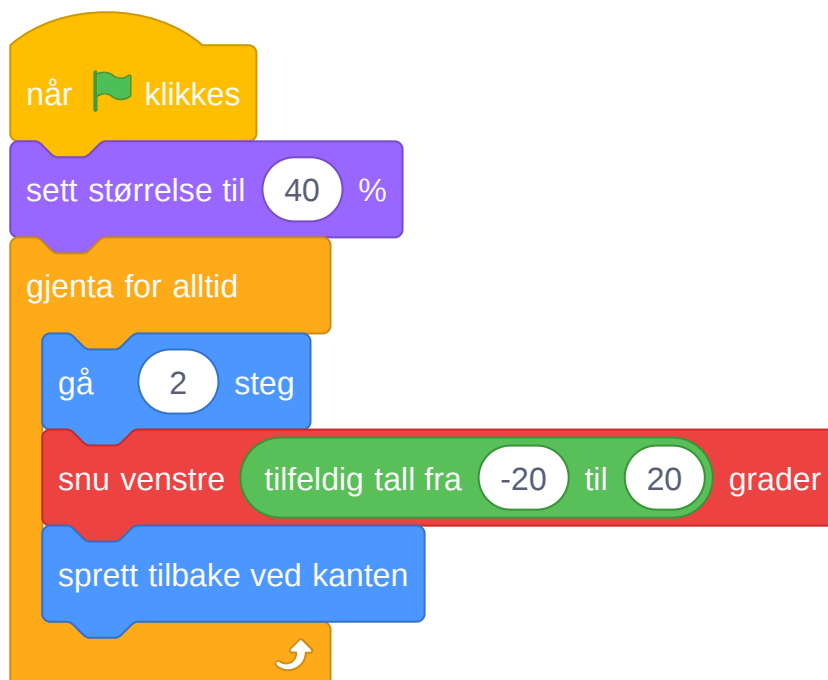 når klikkes
sett størrelse til 40 %
gjenta for alltid
gå 2 steg
snu venstre tilfeldig tall fra -20 til 20 grader
sprett tilbake ved kanten